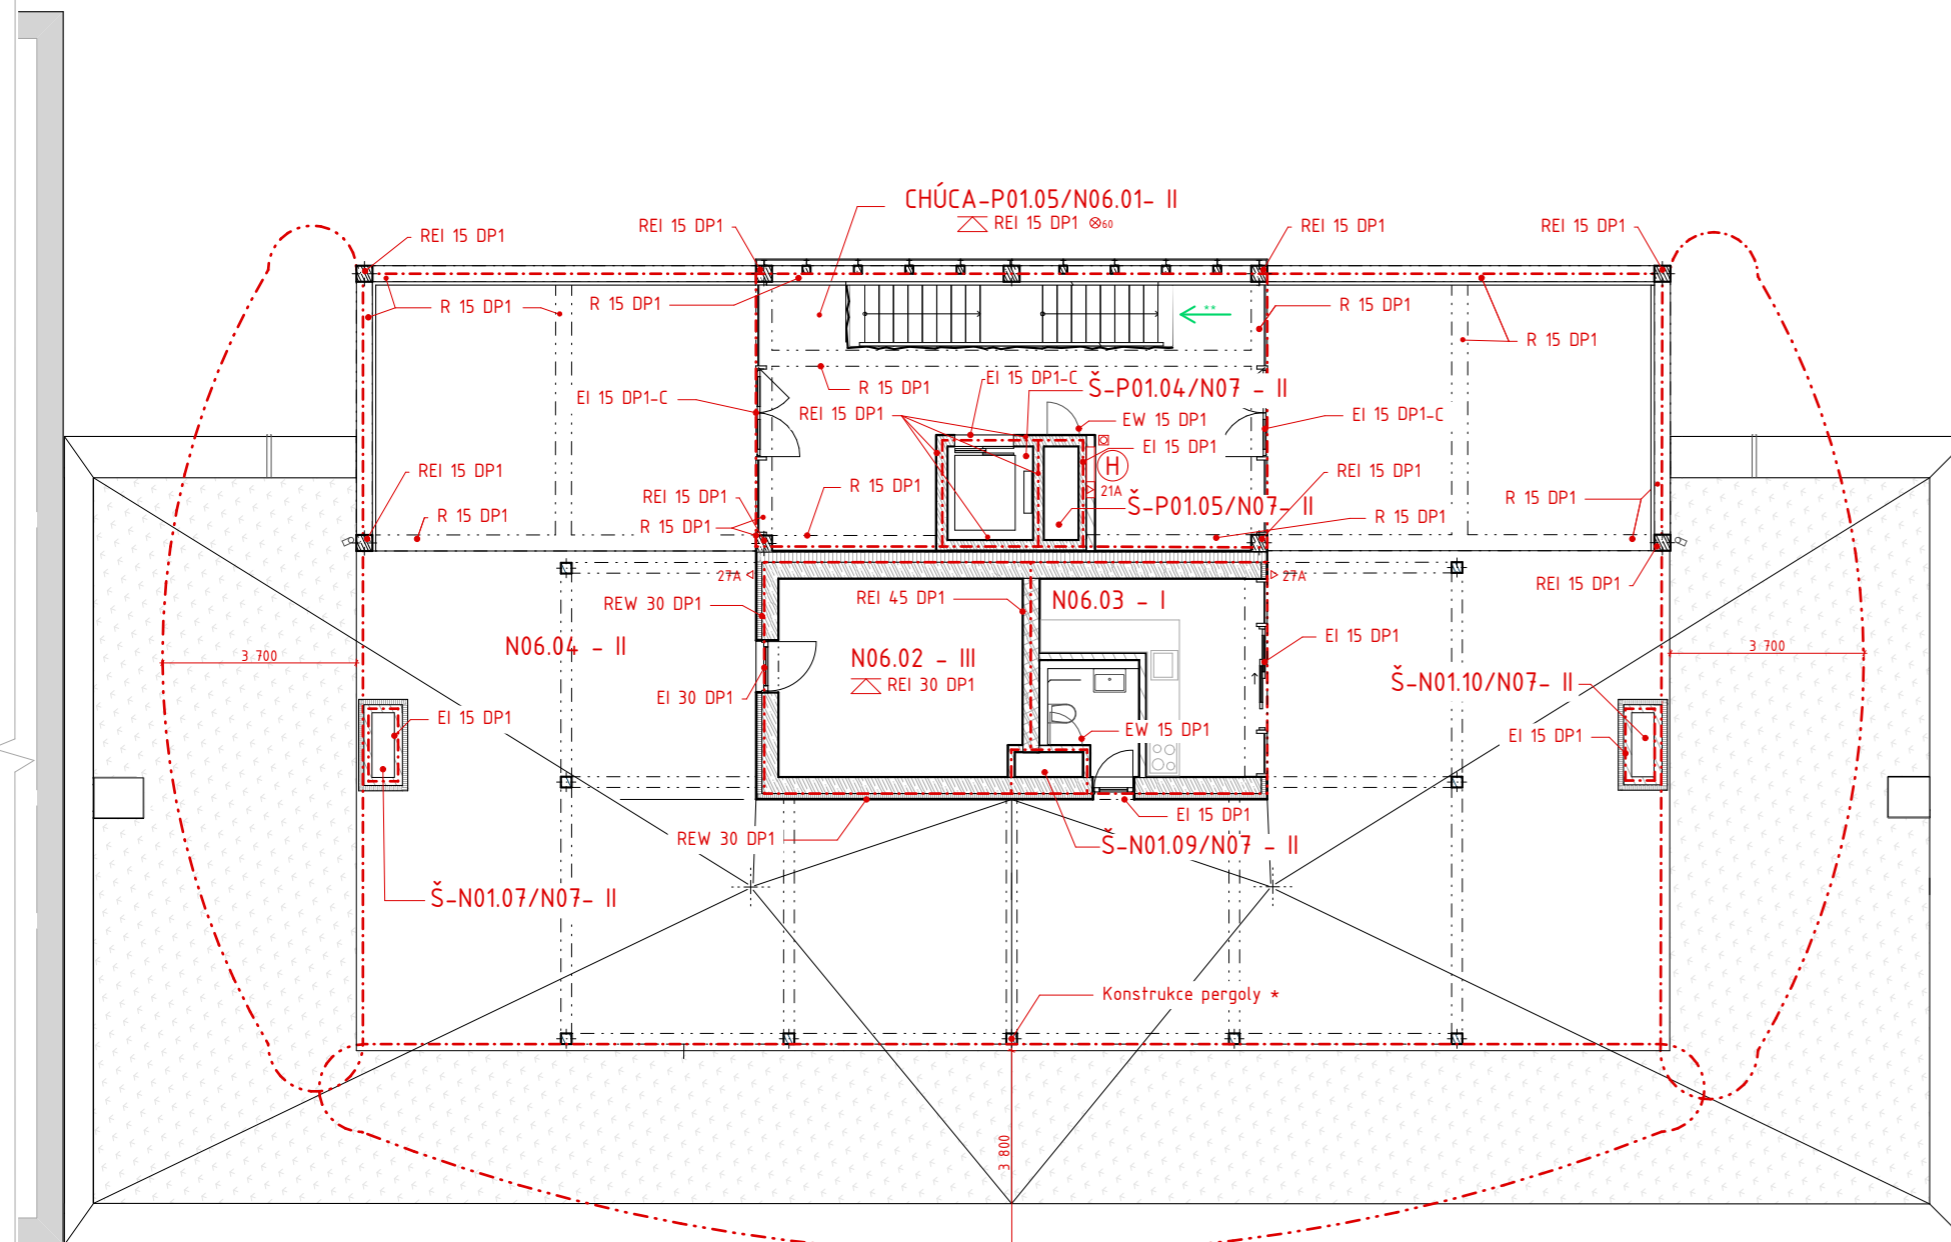 CHÚCA-P01.05/N06.01- II
REI 15 DP1 60
REI 15 DP1
REI 15 DP1
REI 15 DP1
REI 15 DP1
R 15 DP1
R 15 DP1
**
R 15 DP1
R 15 DP1
R 15 DP1
EI 15 DP1-C
Š-P01.04/N07 - II
EI 15 DP1-C
REI 15 DP1
EW 15 DP1
EI 15 DP1-C
EI 15 DP1
H
REI 15 DP1
REI 15 DP1
R 15 DP1
21A
REI 15 DP1
R 15 DP1
Š-P01.05/N07- II
R 15 DP1
R 15 DP1
R 15 DP1
27A
27A
REI 15 DP1
REW 30 DP1
REI 45 DP1
N06.03 - I
N06.04 - II
EI 15 DP1
3 700
N06.02 - III
REI 30 DP1
3 700
Š-N01.10/N07- II
EI 30 DP1
EI 15 DP1
EW 15 DP1
EI 15 DP1
EI 15 DP1
REW 30 DP1
Š-N01.09/N07 - II
Š-N01.07/N07- II
Konstrukce pergoly *
3 800